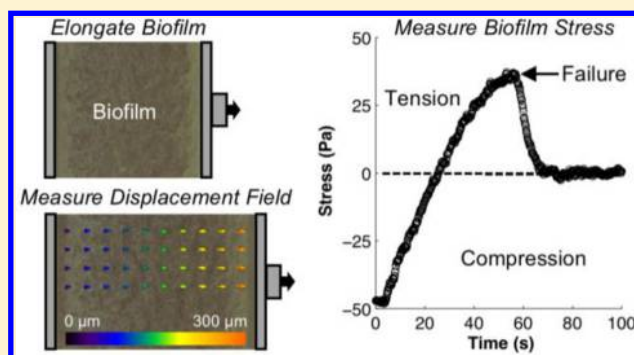 Elongate Biofilm
Biofilm
Measure Displacement Field
0 µm
300 µm
Measure Biofilm Stress
50
25
0
−25
−50
Stress (Pa)
Tension
Failure
Compression
0
20
40
60
80
100
Time (s)